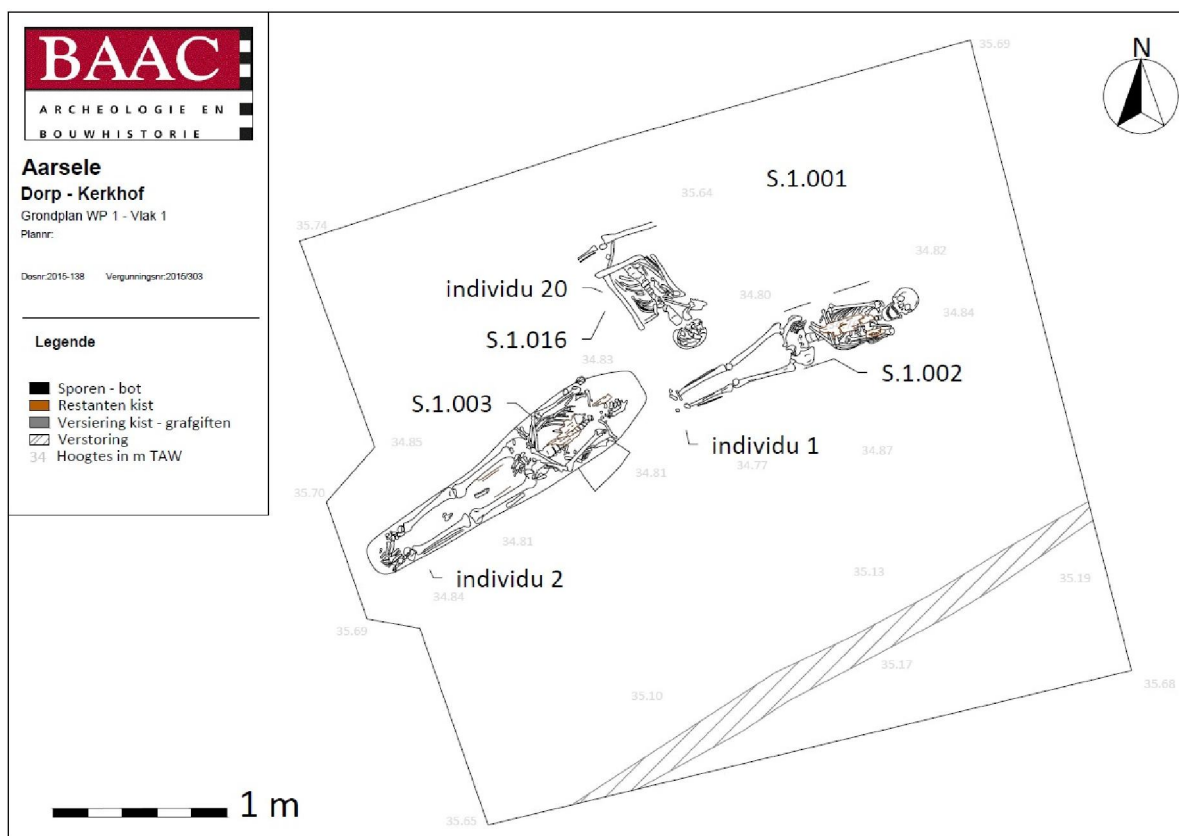 BAAC
ARCHEOLOGIE EN
BOUWHISTORIE
Aarsele
Dorp - Kerkhof
Grondplan WP 1 - Vlak 1
Plannr:
Dosnr:2015-138 Vergunningsnr:2015/303
Legende
Sporen - bot
Restanten kist
Versiering kist - grafgiften
Verstoring
34 Hoogtes in m TAW
N
35.69
S.1.001
35.64
35.74
34.82
individu 20
34.80
34.84
S.1.016
34.83
S.1.002
S.1.003
34.85
individu 1
34.87
34.81
34.77
35.70
34.81
individu 2
35.13
35.19
34.84
35.69
35.17
35.68
35.10
1 m
35.65